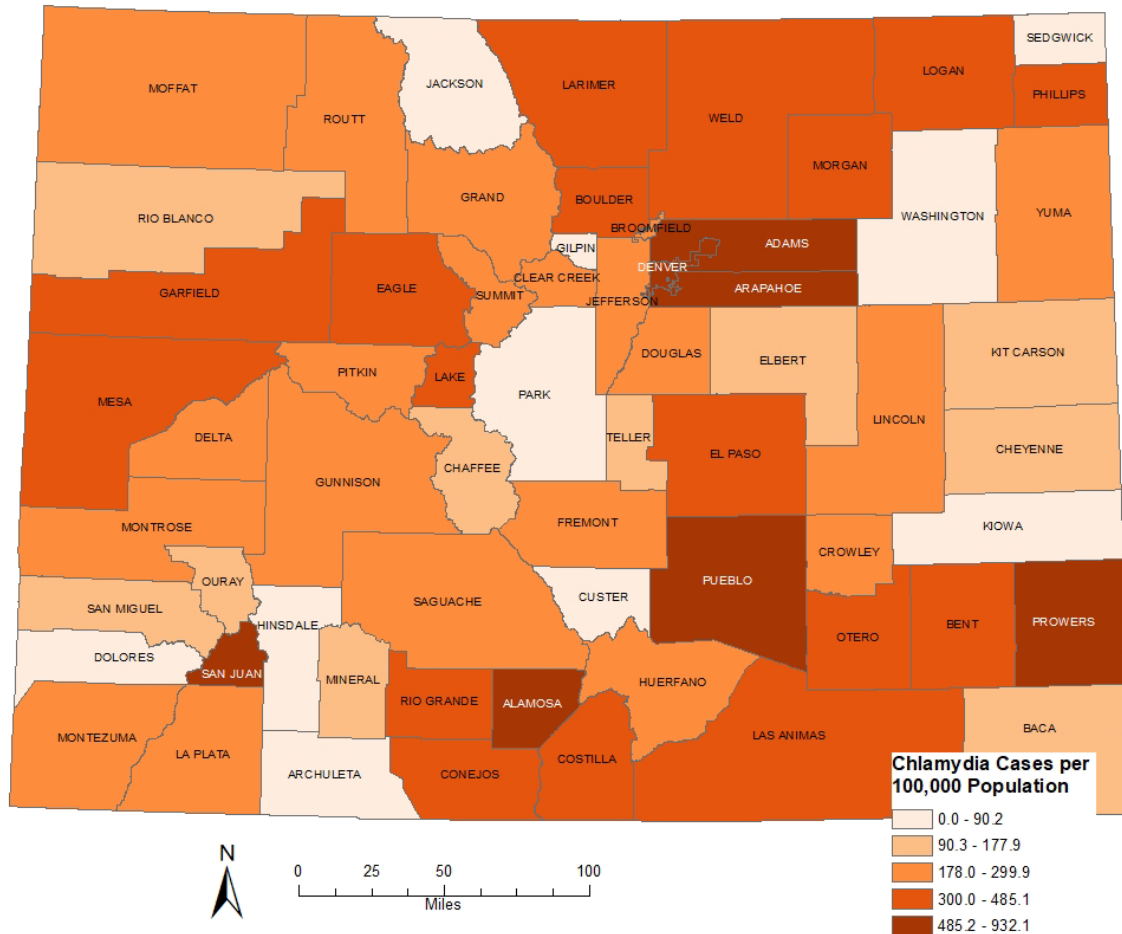 SEDGWICK
JACKSON
LARIMER
LOGAN
MOFFAT
PHILLIPS
ROUTT
WELD
MORGAN
GRAND
BOULDER
YUMA
RIO BLANCO
WASHINGTON
BROOMFIELD
ADAMS
GILPIN
DENVER
CLEAR CREEK
EAGLE
ARAPAHOE
GARFIELD
SUMMIT
JEFFERSON
KIT CARSON
DOUGLAS
ELBERT
PITKIN
LAKE
PARK
MESA
LINCOLN
DELTA
TELLER
CHEYENNE
EL PASO
CHAFFEE
GUNNISON
FREMONT
KIOWA
MONTROSE
CROWLEY
OURAY
PUEBLO
CUSTER
SAGUACHE
SAN MIGUEL
PROWERS
HINSDALE
BENT
OTERO
DOLORES
SAN JUAN
MINERAL
HUERFANO
RIO GRANDE
ALAMOSA
BACA
MONTEZUMA
LAS ANIMAS
LA PLATA
COSTILLA
ARCHULETA
CONEJOS
Chlamydia Cases per
100,000 Population
0.0 - 90.2
90.3 - 177.9
178.0 - 299.9
300.0 - 485.1
485.2 - 932.1
N
0 25 50 100
Miles